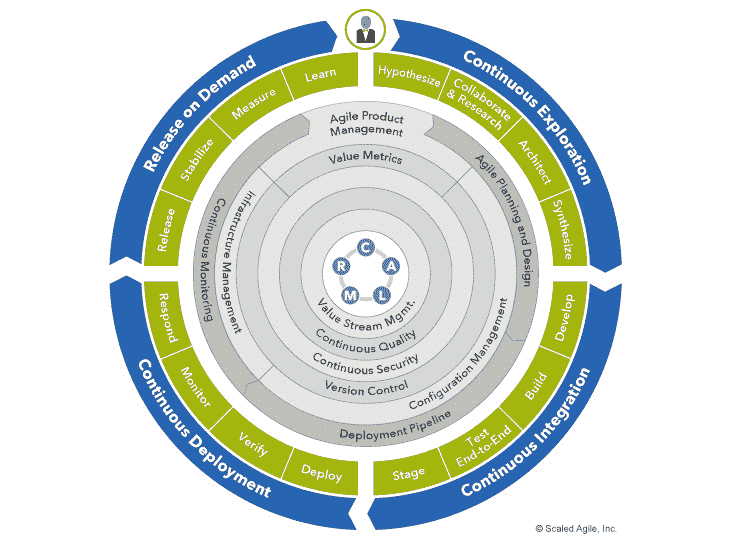 Continuous Exploration
Hypothesize
Collaborate
& Research
Architect
Synthesize
Continuous Integration
Develop
Build
Test
End-to-End
Stage
Continuous Deployment
Deploy
Verify
Monitor
Respond
Release on Demand
Release
Stabilize
Measure
Learn
Agile Product
Management
Agile Planning and Design
Deployment Pipeline
Continuous Monitoring
Value Metrics
Configuration Management
Infrastructure Management
Version Control
Continuous Security
Continuous Quality
Value Stream Mgmt.
C
A
L
M
R
© Scaled Agile, Inc.